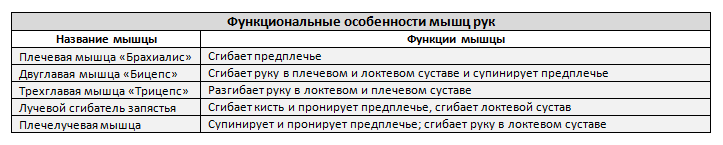 Функциональные особенности мышц рук
Название мышцы Функции мышцы
Плечевая мышца «Брахиалис» Сгибает предплечье
Двуглавая мышца «Бицепс» Сгибает руку в плечевом и локтевом суставе и супинирует предплечье
Трехглавая мышца «Трицепс» Разгибает руку в локтевом и плечевом суставе
Лучевой сгибатель запястья Сгибает кисть и пронирует предплечье, сгибает локтевой сустав
Плечелучевая мышца Супинирует и пронирует предплечье; сгибает руку в локтевом суставе